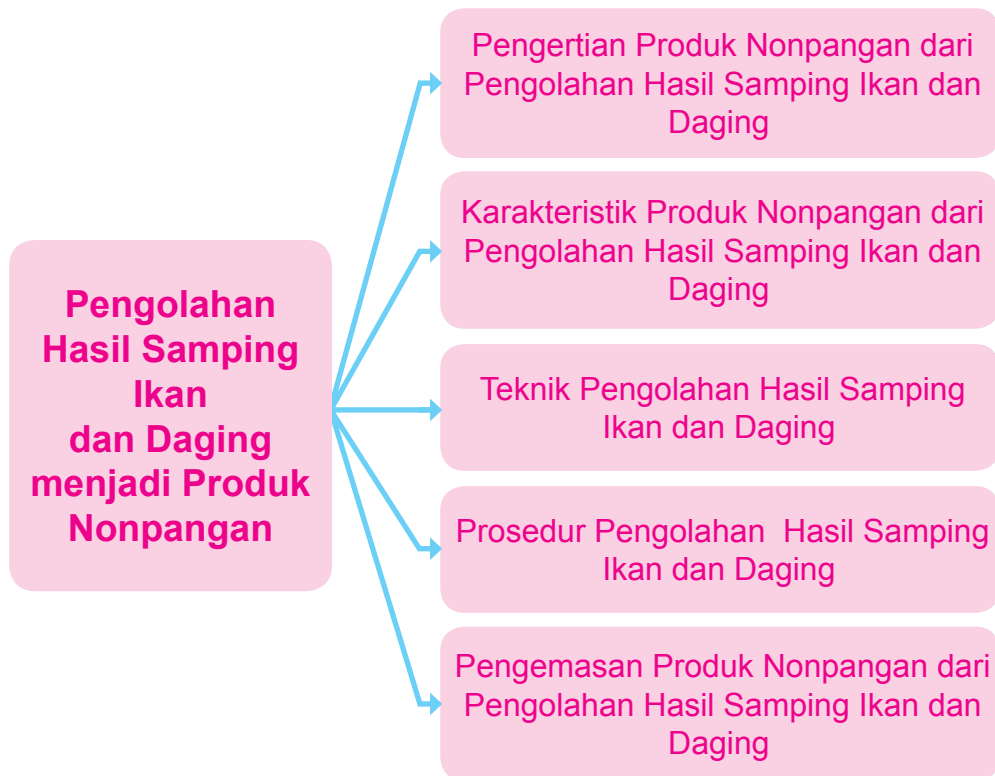 Pengolahan
Hasil Samping
Ikan
dan Daging
menjadi Produk
Nonpangan
Pengertian Produk Nonpangan dari
Pengolahan Hasil Samping Ikan dan
Daging
Karakteristik Produk Nonpangan dari
Pengolahan Hasil Samping Ikan dan
Daging
Teknik Pengolahan Hasil Samping
Ikan dan Daging
Prosedur Pengolahan  Hasil Samping
Ikan dan Daging
Pengemasan Produk Nonpangan dari
Pengolahan Hasil Samping Ikan dan
Daging